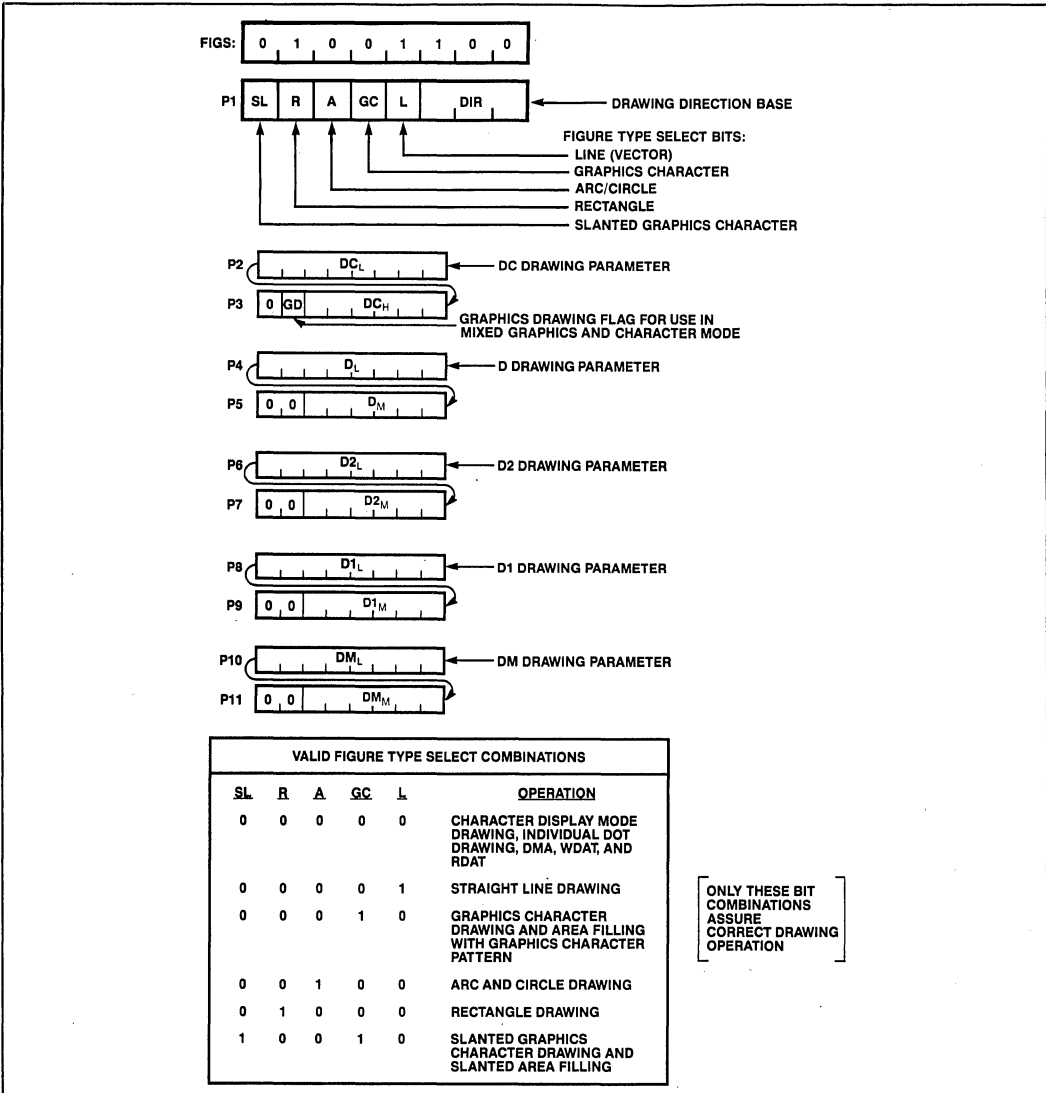 FIGS: 0 1 0 0 1 1 0 0
P1 SL R A GC L DIR DRAWING DIRECTION BASE
FIGURE TYPE SELECT BITS:
LINE (VECTOR)
GRAPHICS CHARACTER
ARC/CIRCLE
RECTANGLE
SLANTED GRAPHICS CHARACTER
P2 DCL DC DRAWING PARAMETER
P3 0 GD DCH
GRAPHICS DRAWING FLAG FOR USE IN
MIXED GRAPHICS AND CHARACTER MODE
P4 DL D DRAWING PARAMETER
P5 0 0 DM
P6 D2L D2 DRAWING PARAMETER
P7 0 0 D2M
P8 D1L D1 DRAWING PARAMETER
P9 0 0 D1M
P10 DML DM DRAWING PARAMETER
P11 0 0 DMM
VALID FIGURE TYPE SELECT COMBINATIONS
SL R A GC L OPERATION
0 0 0 0 0 CHARACTER DISPLAY MODE
DRAWING, INDIVIDUAL DOT
DRAWING, DMA, WDAT, AND
RDAT
0 0 0 0 1 STRAIGHT LINE DRAWING
0 0 0 1 0 GRAPHICS CHARACTER
DRAWING AND AREA FILLING
WITH GRAPHICS CHARACTER
PATTERN
0 0 1 0 0 ARC AND CIRCLE DRAWING
0 1 0 0 0 RECTANGLE DRAWING
1 0 0 1 0 SLANTED GRAPHICS
CHARACTER DRAWING AND
SLANTED AREA FILLING
ONLY THESE BIT
COMBINATIONS
ASSURE
CORRECT DRAWING
OPERATION